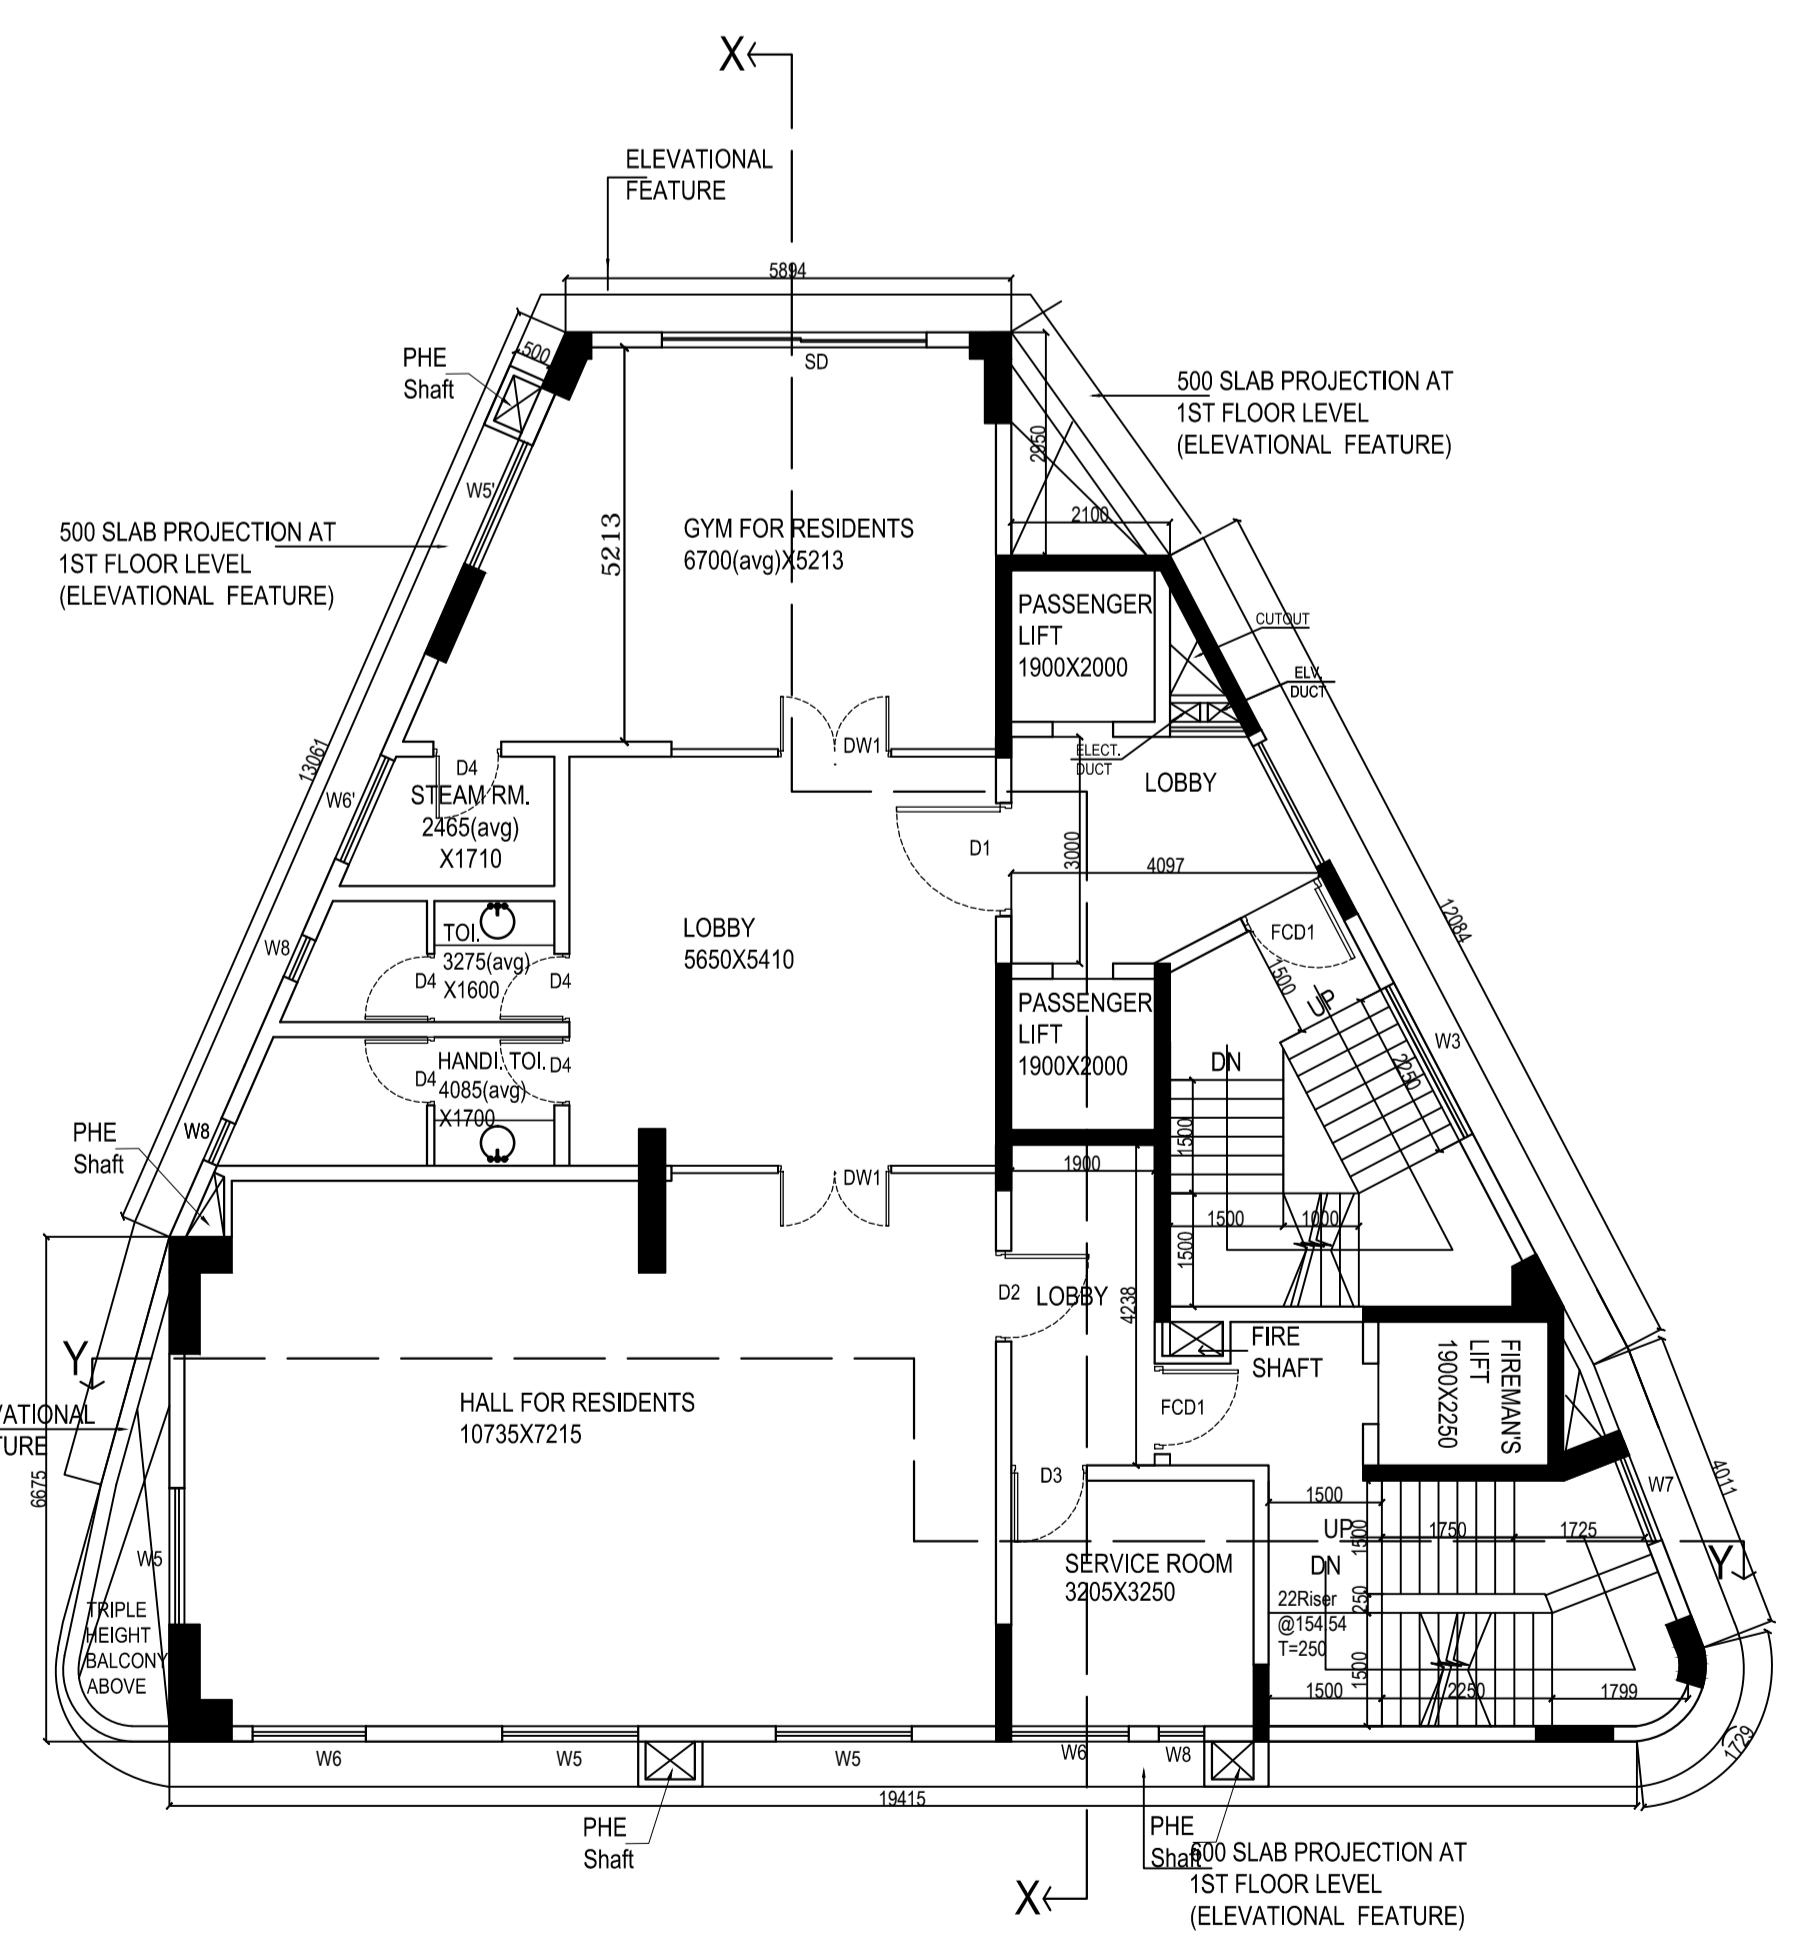 X
ELEVATIONAL
FEATURE
5894
PHE
Shaft
500
SD
500 SLAB PROJECTION AT
1ST FLOOR LEVEL
(ELEVATIONAL FEATURE)
2950
W5'
2100
500 SLAB PROJECTION AT
1ST FLOOR LEVEL
(ELEVATIONAL FEATURE)
5213
GYM FOR RESIDENTS
6700(avg)X5213
PASSENGER
LIFT
1900X2000
CUTOUT
ELV.
DUCT
13061
DW1
ELECT.
DUCT
LOBBY
D4
STEAM RM.
2465(avg)
X1710
W6'
D1
3000
4097
12084
LOBBY
5650X5410
TOI.
3275(avg)
X1600
W8
D4
D4
FCD1
1500
UP
PASSENGER
LIFT
1900X2000
DN
2250
W3
HANDI. TOI.
4085(avg)
X1700
D4
D4
W8
PHE
Shaft
1500
1900
DW1
1500
1000
1500
D2
LOBBY
4238
Y
FIRE
SHAFT
FIREMAN'S
LIFT
1900X2250
HALL FOR RESIDENTS
10735X7215
FCD1
VATIONAL
TURE
6675
D3
4011
W7
1500
UP
1500
1750
1725
W5
SERVICE ROOM
3205X3250
DN
Y
22Riser
@154.54
T=250
250
TRIPLE
HEIGHT
BALCONY
ABOVE
1500
1500
2250
1799
1729
W6
W5
W5
W6
W8
19415
PHE
Shaft
PHE
Shaft
600 SLAB PROJECTION AT
1ST FLOOR LEVEL
(ELEVATIONAL FEATURE)
X